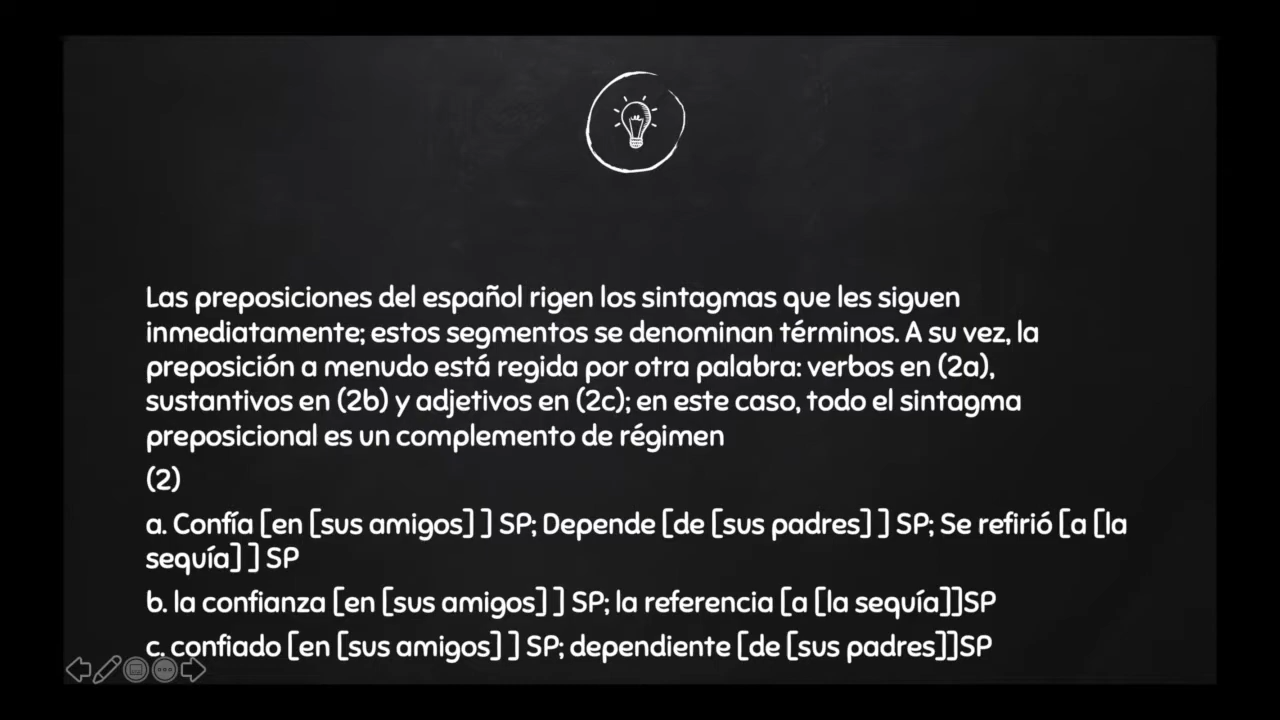 Las preposiciones del español rigen los sintagmas que les siguen
inmediatamente; estos segmentos se denominan términos. A su vez, la
preposición a menudo está regida por otra palabra: verbos en (2a),
sustantivos en (2b) y adjetivos en (2c); en este caso, todo el sintagma
preposicional es un complemento de régimen
(2)
a. Confía [en [sus amigos] ] SP; Depende [de [sus padres] ] SP; Se refirió [a [la
sequía] ] SP
b. la confianza [en [sus amigos] ] SP; la referencia [a [la sequía]]SP
c. confiado [en [sus amigos] ] SP; dependiente [de [sus padres]]SP